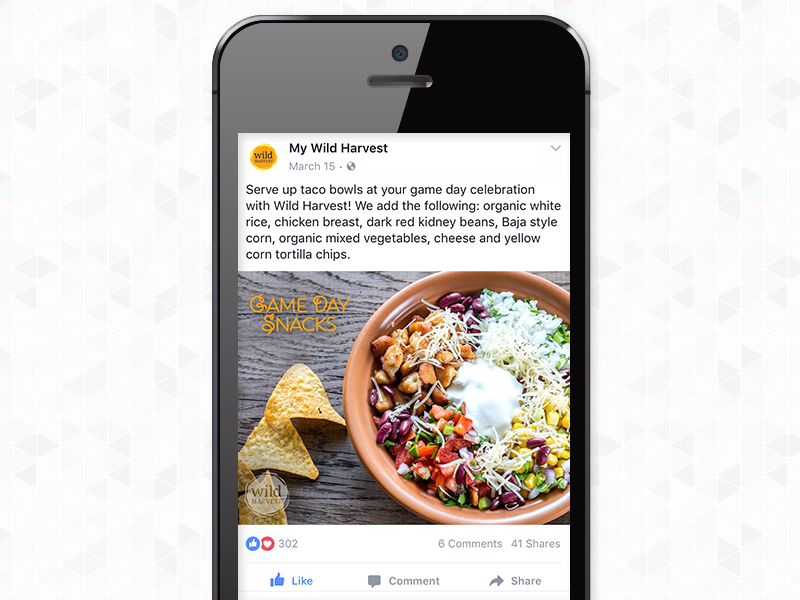 wild
HARVEST
My Wild Harvest
March 15 ·
Serve up taco bowls at your game day celebration
with Wild Harvest! We add the following: organic white
rice, chicken breast, dark red kidney beans, Baja style
corn, organic mixed vegetables, cheese and yellow
corn tortilla chips.
GAME DAY
SNACKS
wild
HARVEST
302 6 Comments 41 Shares
Like Comment Share